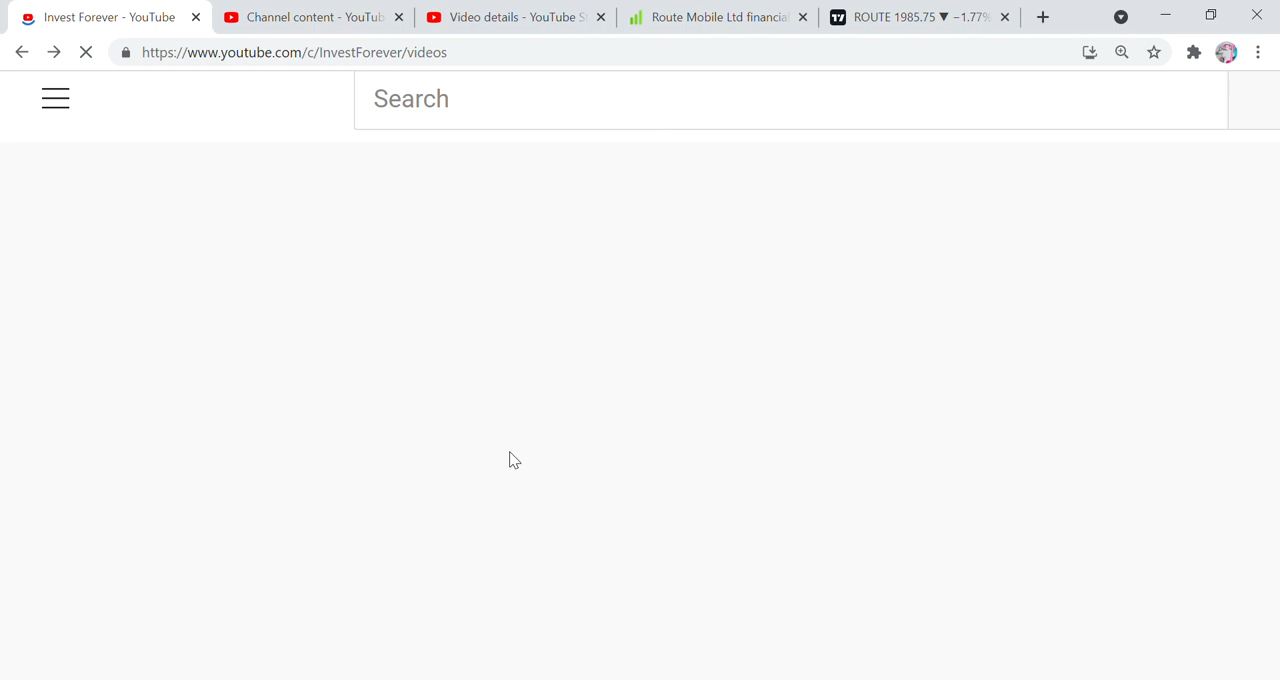 Invest Forever - YouTube
Channel content - YouTub
Video details - YouTube S
Route Mobile Ltd financial
ROUTE 1985.75 ▼ −1.77%
https://www.youtube.com/c/InvestForever/videos
Search